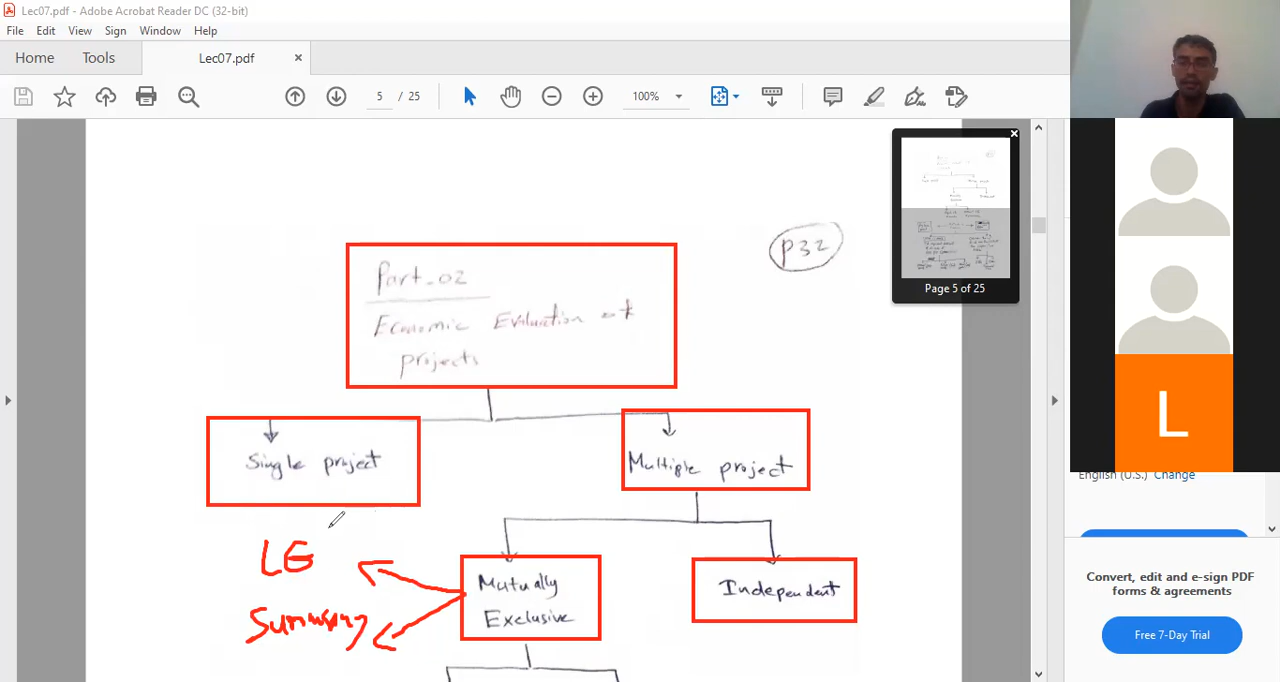 Lec07.pdf - Adobe Acrobat Reader DC (32-bit)
File Edit View Sign Window Help
Home Tools Lec07.pdf ×
5 / 25 100%
P32
Part-02
Economic Evaluation of
projects
Page 5 of 25
Single project
Multiple project
LE
Mutually
Exclusive
Independent
L
English (U.S.) Change
Convert, edit and e-sign PDF
forms & agreements
Free 7-Day Trial